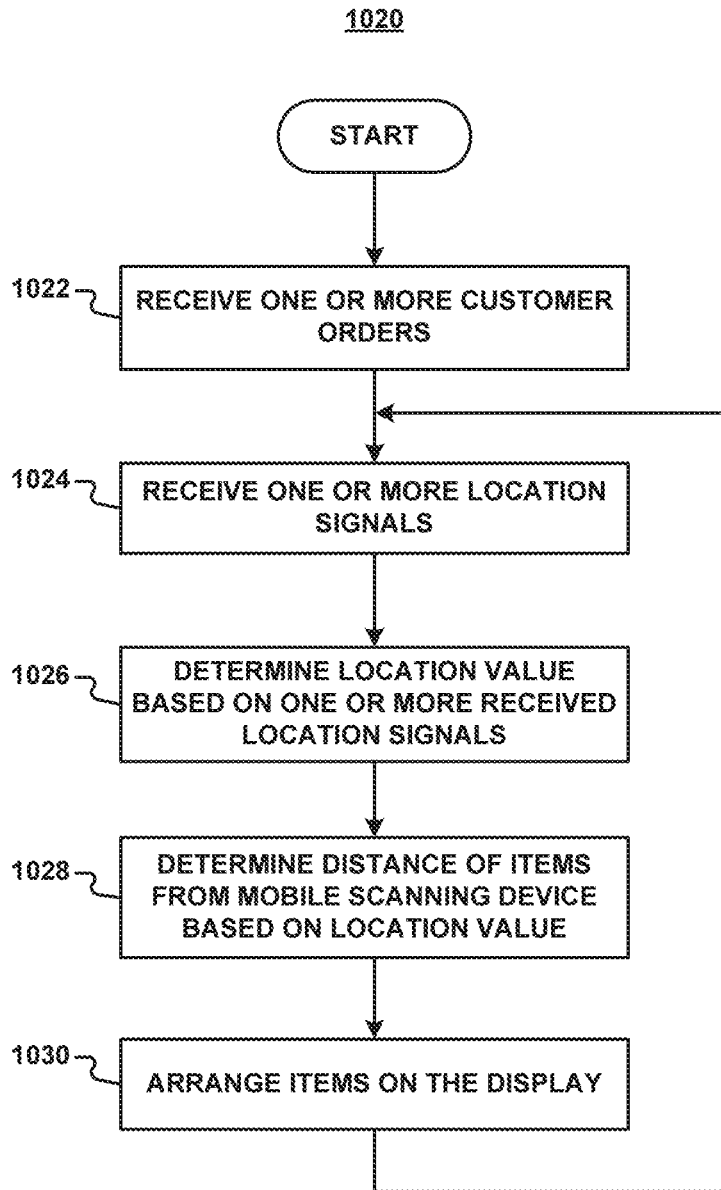 1020
START
1022
RECEIVE ONE OR MORE CUSTOMER
ORDERS
1024
RECEIVE ONE OR MORE LOCATION
SIGNALS
1026
DETERMINE LOCATION VALUE
BASED ON ONE OR MORE RECEIVED
LOCATION SIGNALS
1028
DETERMINE DISTANCE OF ITEMS
FROM MOBILE SCANNING DEVICE
BASED ON LOCATION VALUE
1030
ARRANGE ITEMS ON THE DISPLAY